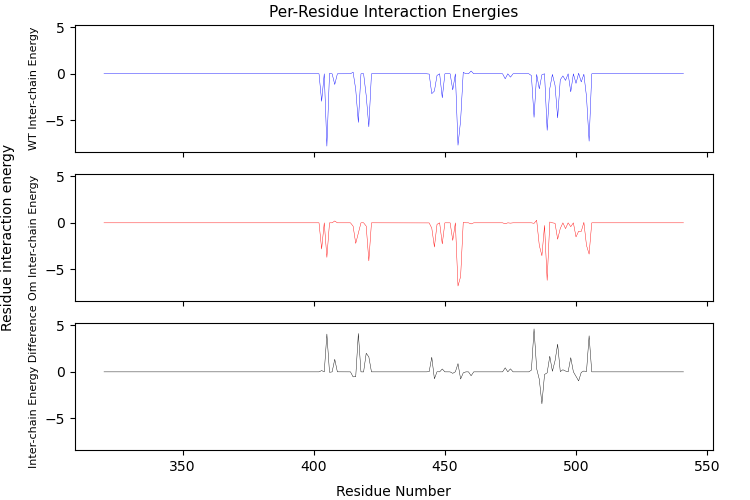 Per-Residue Interaction Energies
Residue interaction energy
WT Inter-chain Energy
5
0
−5
Om Inter-chain Energy
5
0
−5
Inter-chain Energy Difference
5
0
−5
350
400
450
500
550
Residue Number